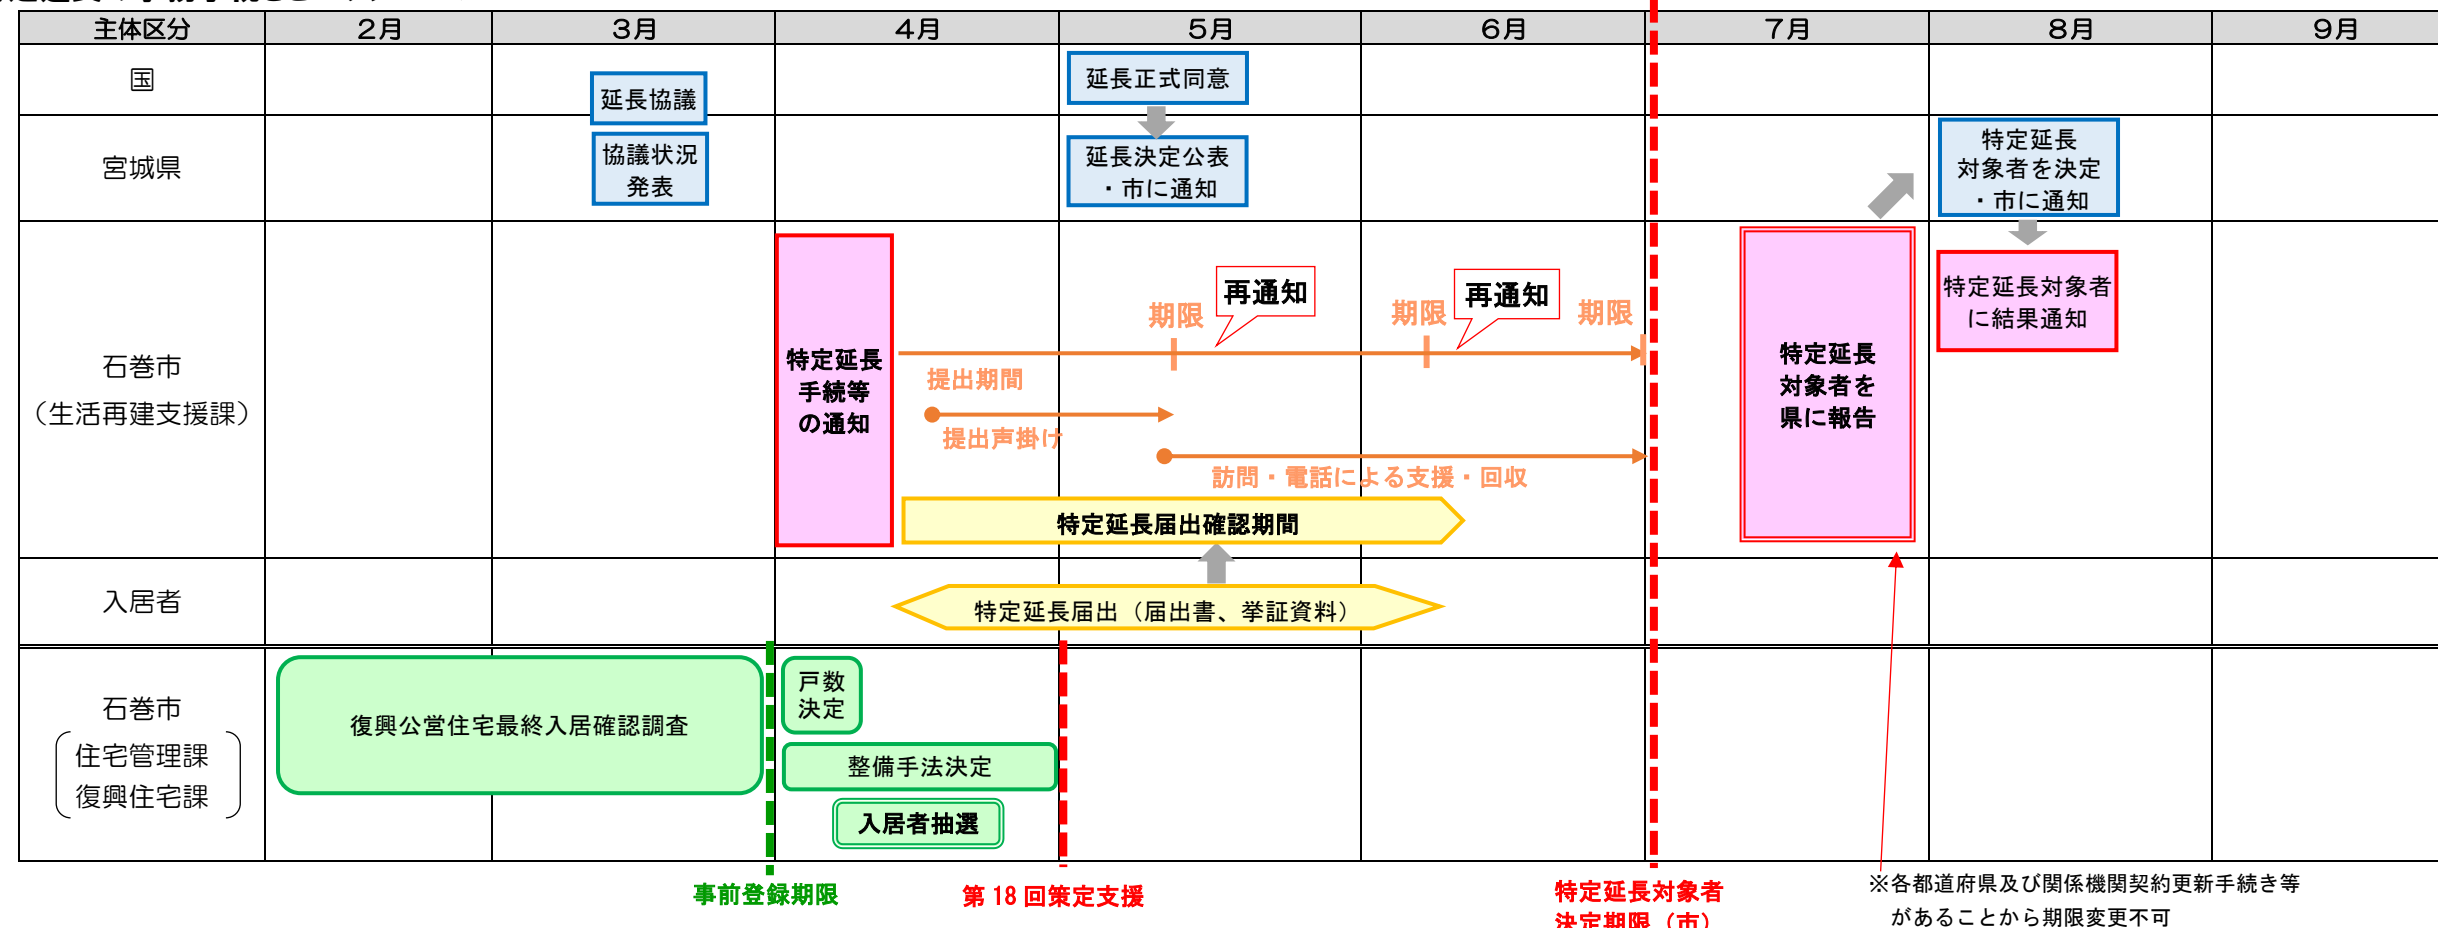 主体区分
2月
3月
4月
5月
6月
7月
8月
9月
国
延長協議
延長正式同意
宮城県
協議状況
発表
延長決定公表
・市に通知
特定延長
対象者を決定
・市に通知
石巻市
（生活再建支援課）
特定延長
手続等
の通知
期限
再通知
期限
再通知
期限
提出期間
提出声掛け
訪問・電話による支援・回収
特定延長届出確認期間
特定延長
対象者を
県に報告
特定延長対象者
に結果通知
入居者
特定延長届出（届出書、挙証資料）
石巻市
住宅管理課
復興住宅課
復興公営住宅最終入居確認調査
戸数
決定
整備手法決定
入居者抽選
事前登録期限
第18回策定支援
特定延長対象者
決定期限（市）
※各都道府県及び関係機関契約更新手続き等
があることから期限変更不可